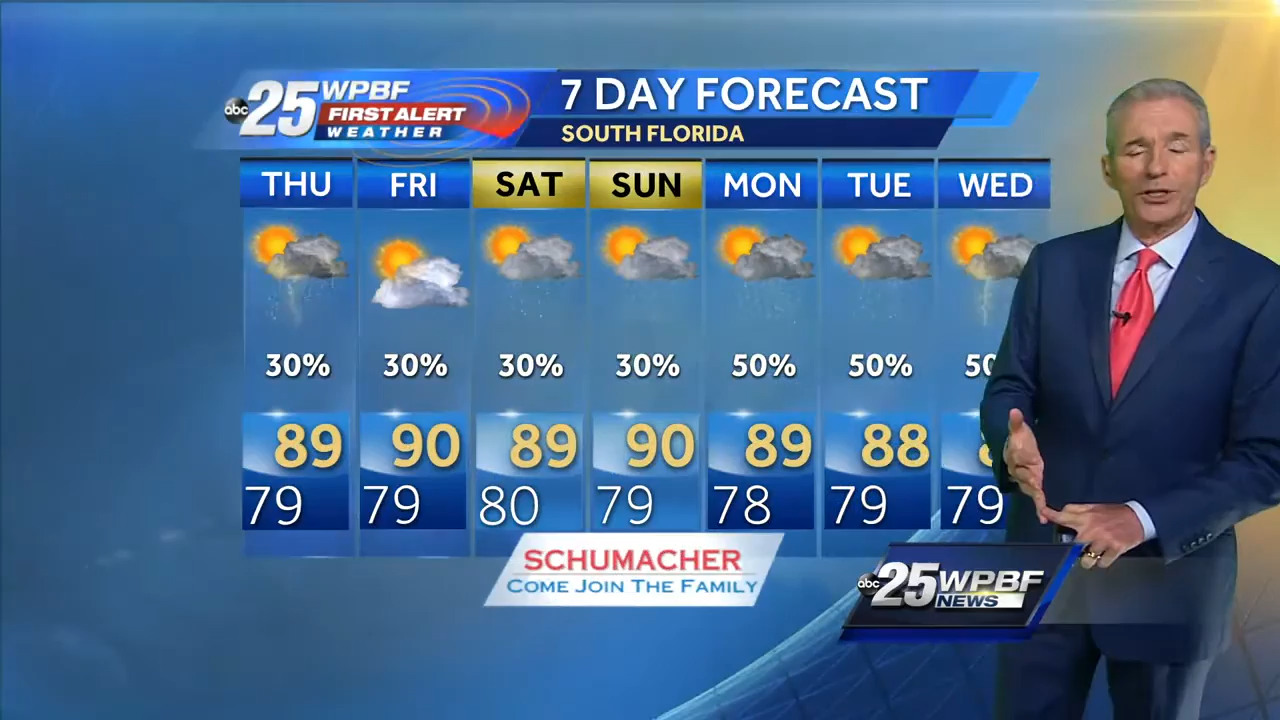 abc 25 WPBF
FIRST ALERT
WEATHER
7 DAY FORECAST
SOUTH FLORIDA
THU FRI SAT SUN MON TUE WED
30% 30% 30% 30% 50% 50%
89 90 89 90 89 88
79 79 80 79 78 79 79
SCHUMACHER
COME JOIN THE FAMILY
abc 25 WPBF
NEWS